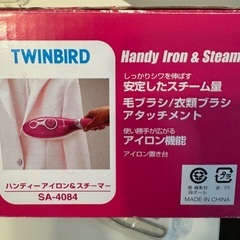 TWINBIRD
Handy Iron & Steam
しっかりシワを伸ばす
安定したスチーム量
毛ブラシ/衣類ブラシ
アタッチメント
使い勝手が広がる
アイロン機能
アイロン置き台
ハンディーアイロン&スチーマー
SA-4084
MADE IN CHINA